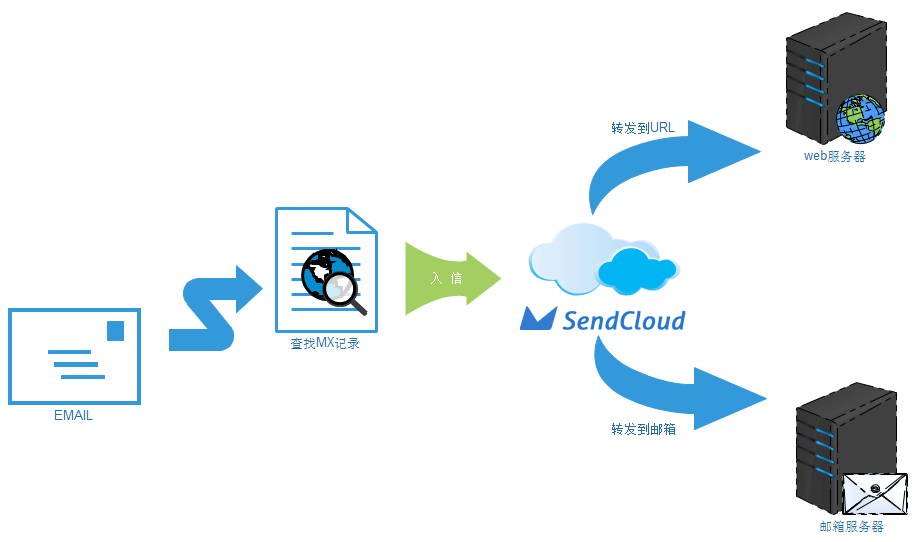 EMAIL
查找MX记录
入 信
SendCloud
转发到URL
web服务器
转发到邮箱
邮箱服务器